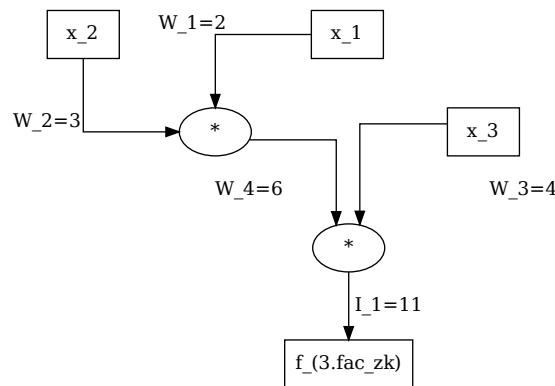 x_2
W_1=2
x_1
W_2=3
*
x_3
W_4=6
W_3=4
*
I_1=11
f_(3.fac_zk)